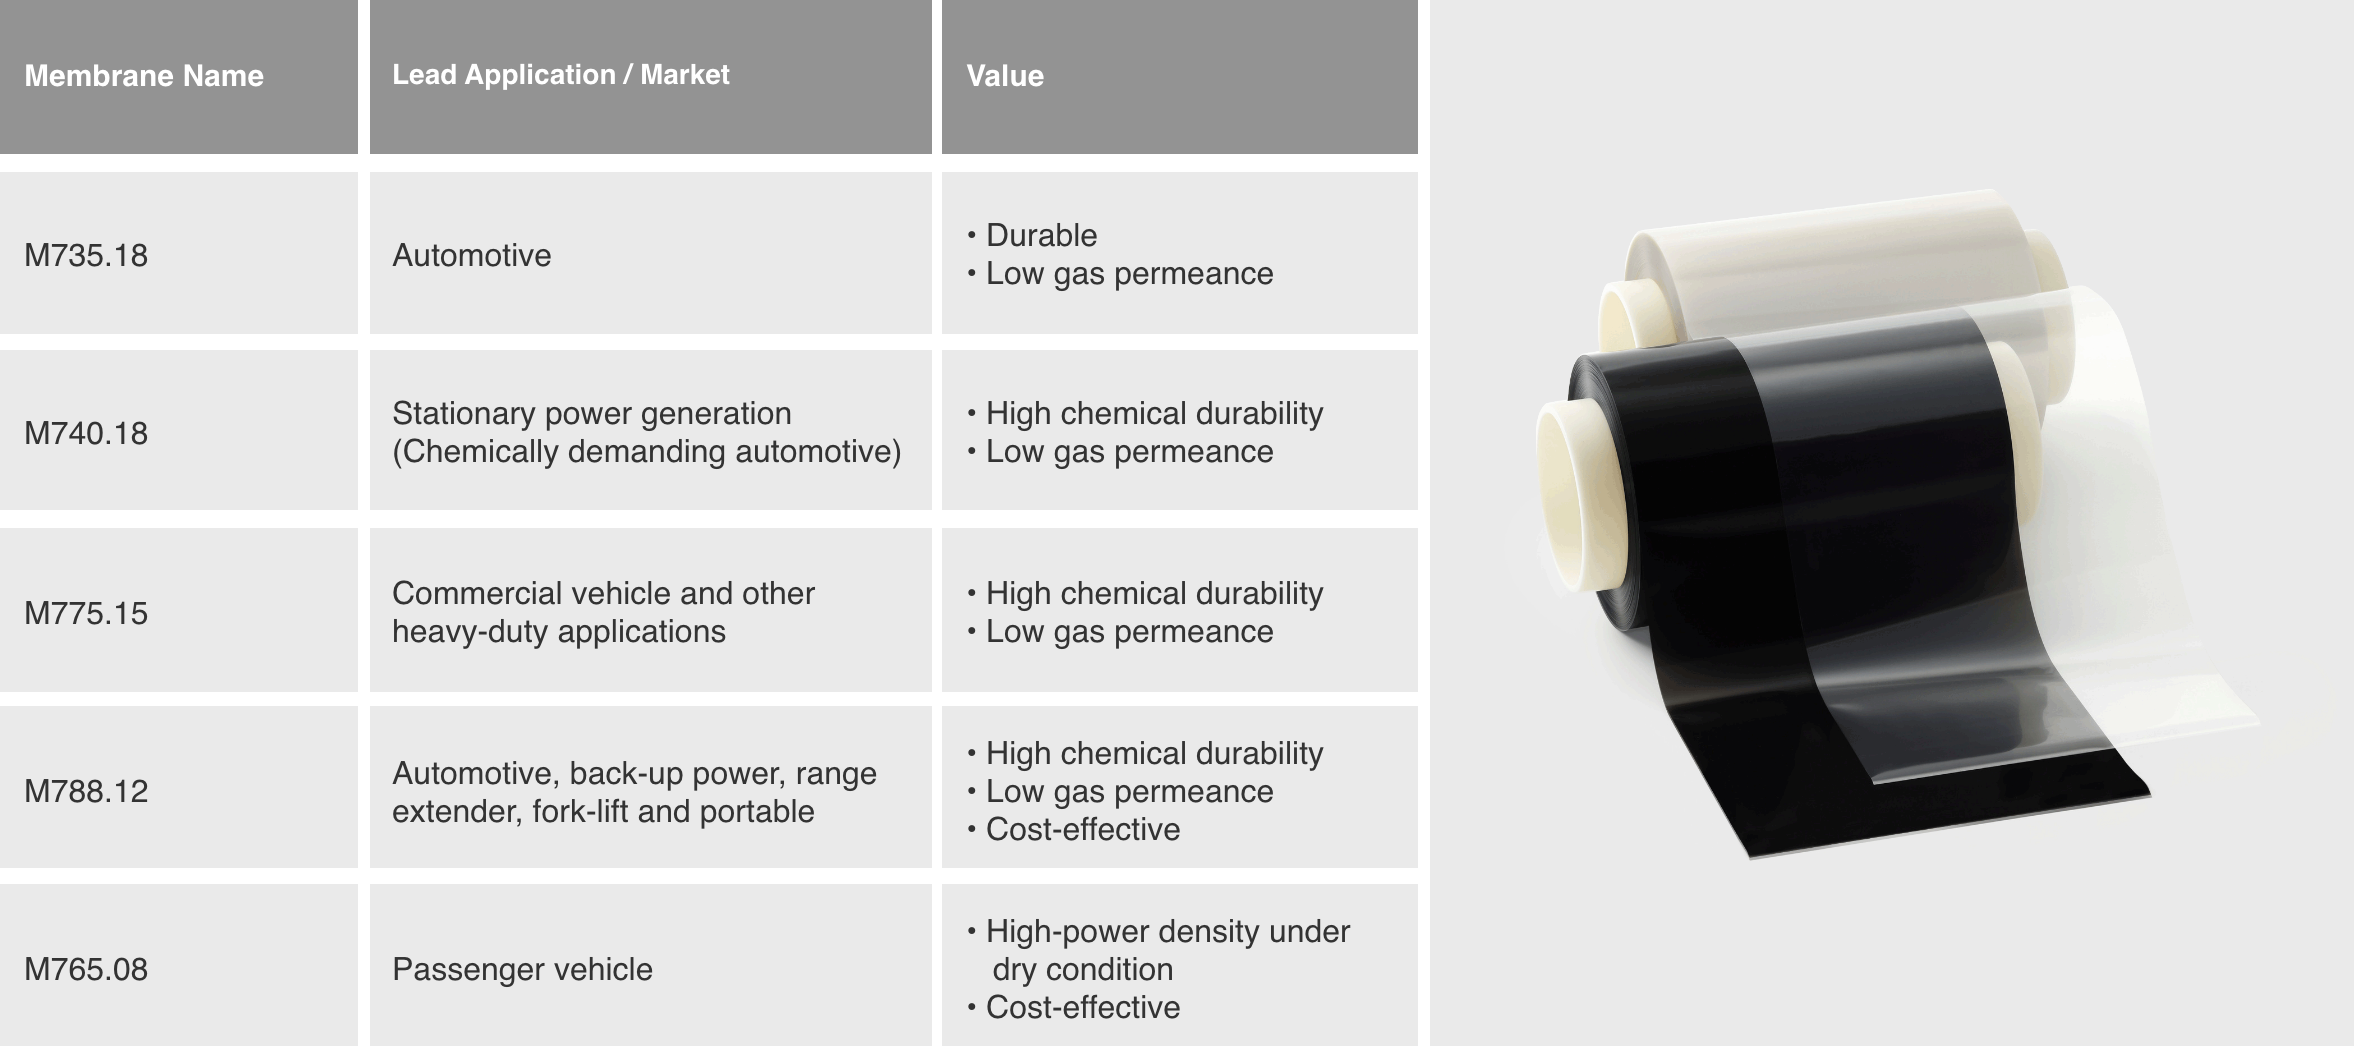 Membrane Name
Lead Application / Market
Value
M735.18
Automotive
• Durable
• Low gas permeance
M740.18
Stationary power generation
(Chemically demanding automotive)
• High chemical durability
• Low gas permeance
M775.15
Commercial vehicle and other
heavy-duty applications
• High chemical durability
• Low gas permeance
M788.12
Automotive, back-up power, range
extender, fork-lift and portable
• High chemical durability
• Low gas permeance
• Cost-effective
M765.08
Passenger vehicle
• High-power density under
dry condition
• Cost-effective